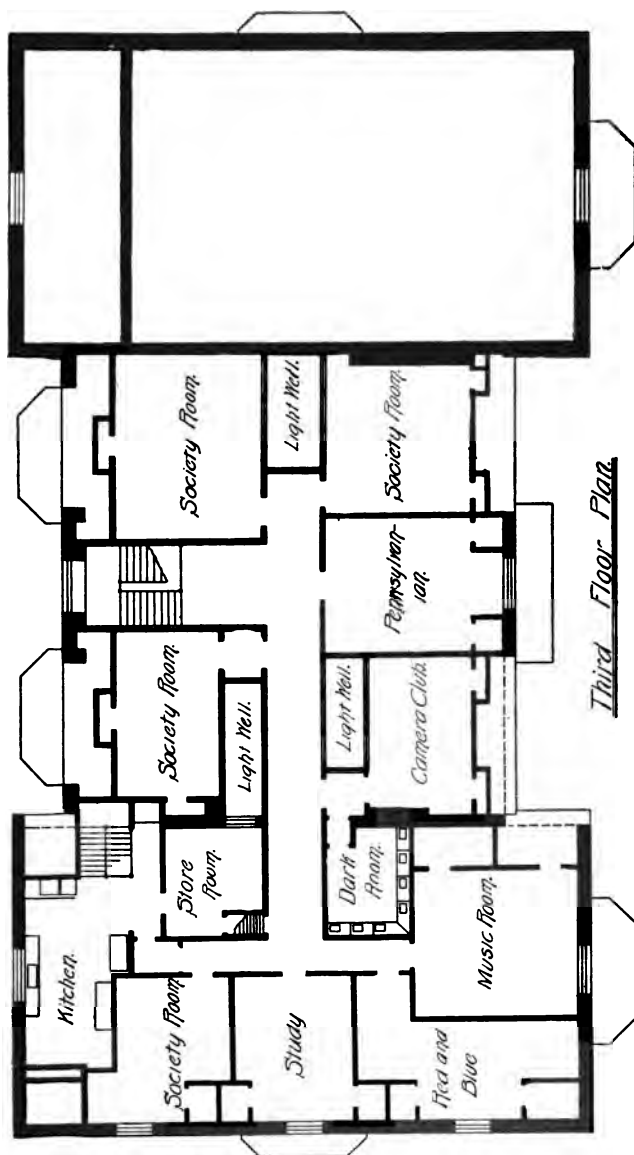 Society Room.
Light Well.
Society Room.
Pennsylvan-
ian.
Society Room.
Light Well.
Light Well.
Camera Club.
Store
Room.
Dark
Room.
Kitchen.
Music Room.
Society Room
Study
Red and
Blue
Third Floor Plan.